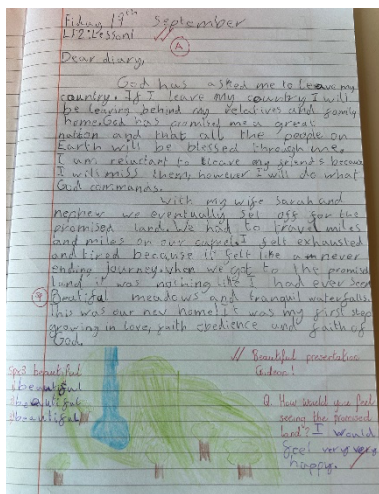 Friday 19th September
LF2: Lesson 1
A
Dear diary,
God has asked me to leave my
country. If I leave my country I will
be leaving behind my relatives and family
home. God has promised me a great
nation and that all the people on
Earth will be blessed through me.
I am reluctant to leave my friends because
I will miss them, however I will do what
God commands.
With my wife Sarah and
nephew we eventually set off for the
promised land. We had to travel miles
and miles on our camels. I felt exhausted
and tired because it felt like a never
ending journey. When we got to the promised
land it was nothing like I had ever seen
Beautiful meadows and tranquil waterfalls.
This was our new home! It was my first step
growing in love, faith obedience and faith of
God.
Beautiful presentation
Spx3 beautiful
beautiful
beautiful
beautiful
Q. How would you feel
seeing the promised
land? I would
feel very very
happy.